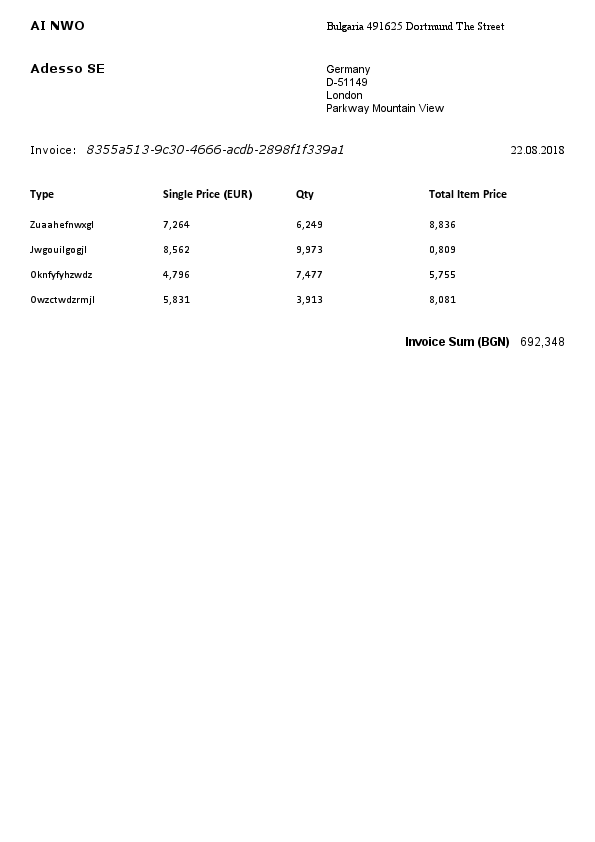 AI NWO Bulgaria 491625 Dortmund The Street
Adesso SE Germany
D-51149
London
Parkway Mountain View
Invoice: 8355a513-9c30-4666-acdb-2898f1f339a1 22.08.2018
Type Single Price (EUR) Qty Total Item Price
Zuaahefnwxgl 7,264 6,249 8,836
Jwgouilgogjl 8,562 9,973 0,809
Oknfyfyhzwdz 4,796 7,477 5,755
Owzctwdzrmjl 5,831 3,913 8,081
Invoice Sum (BGN) 692,348